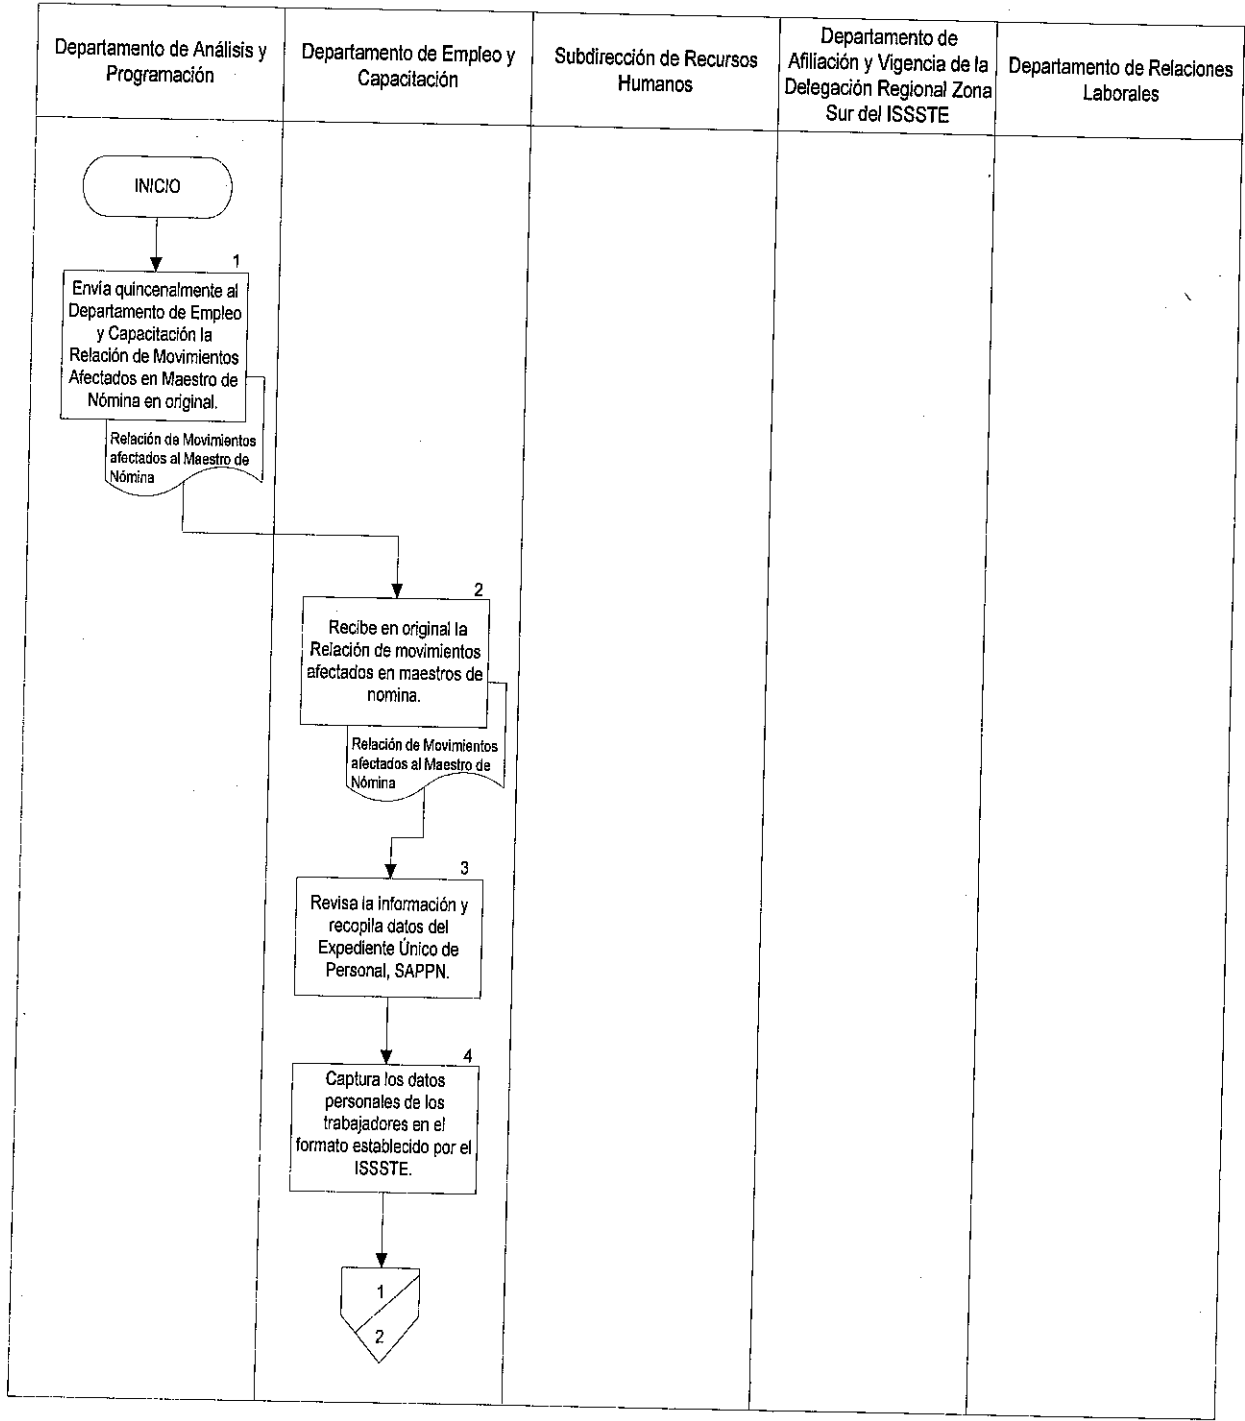 Departamento de Análisis y
Programación
Departamento de Empleo y
Capacitación
Subdirección de Recursos
Humanos
Departamento de
Afiliación y Vigencia de la
Delegación Regional Zona
Sur del ISSSTE
Departamento de Relaciones
Laborales
INICIO
1
Envía quincenalmente al
Departamento de Empleo
y Capacitación la
Relación de Movimientos
Afectados en Maestro de
Nómina en original.
Relación de Movimientos
afectados al Maestro de
Nómina
2
Recibe en original la
Relación de movimientos
afectados en maestros de
nomina.
Relación de Movimientos
afectados al Maestro de
Nómina
3
Revisa la información y
recopila datos del
Expediente Único de
Personal, SAPPN.
4
Captura los datos
personales de los
trabajadores en el
formato establecido por el
ISSSTE.
1
2